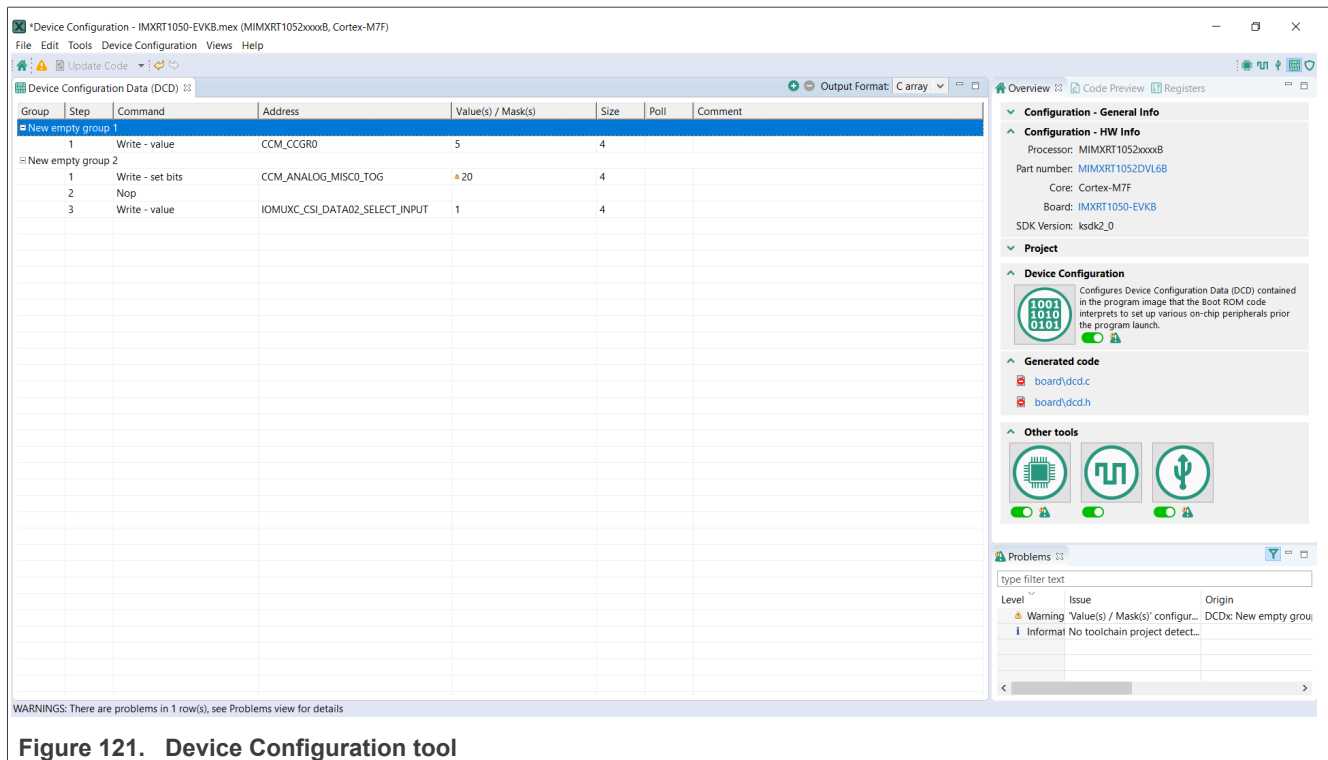 *Device Configuration - IMXRT1050-EVKB.mex (MIMXRT1052xxxxB, Cortex-M7F)
File Edit Tools Device Configuration Views Help
Update Code
Device Configuration Data (DCD) Output Format: C array
Group Step Command Address Value(s) / Mask(s) Size Poll Comment
New empty group 1
1 Write - value CCM_CCGR0 5 4
New empty group 2
1 Write - set bits CCM_ANALOG_MISC0_TOG 20 4
2 Nop
3 Write - value IOMUXC_CSI_DATA02_SELECT_INPUT 1 4
WARNINGS: There are problems in 1 row(s), see Problems view for details
Overview Code Preview Registers
Configuration - General Info
Configuration - HW Info
Processor: MIMXRT1052xxxxB
Part number: MIMXRT1052DVL6B
Core: Cortex-M7F
Board: IMXRT1050-EVKB
SDK Version: ksdk2_0
Project
Device Configuration
1001
1010
0101
Configures Device Configuration Data (DCD) contained
in the program image that the Boot ROM code
interprets to set up various on-chip peripherals prior
the program launch.
Generated code
board\dcd.c
board\dcd.h
Other tools
Problems
type filter text
Level Issue Origin
Warning 'Value(s) / Mask(s)' configur... DCDx: New empty grou
i Informat No toolchain project detect...
Figure 121. Device Configuration tool